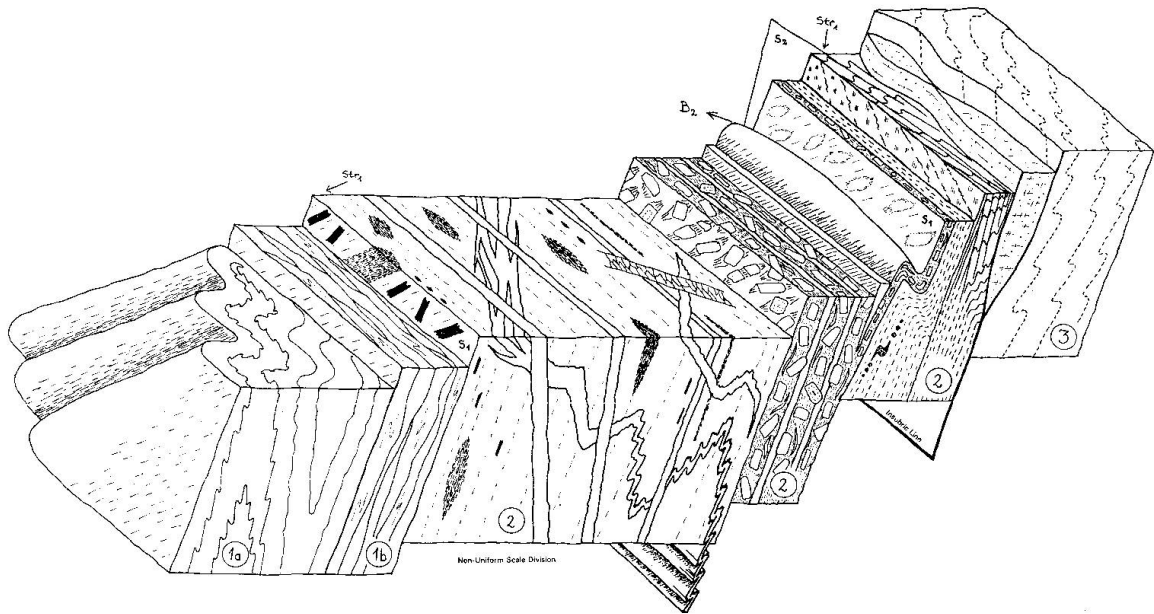 Str₁
S₂
B₂
Str₁
S₁
S₁
3
2
Insubric Line
2
2
1a
1b
Non-Uniform Scale Division